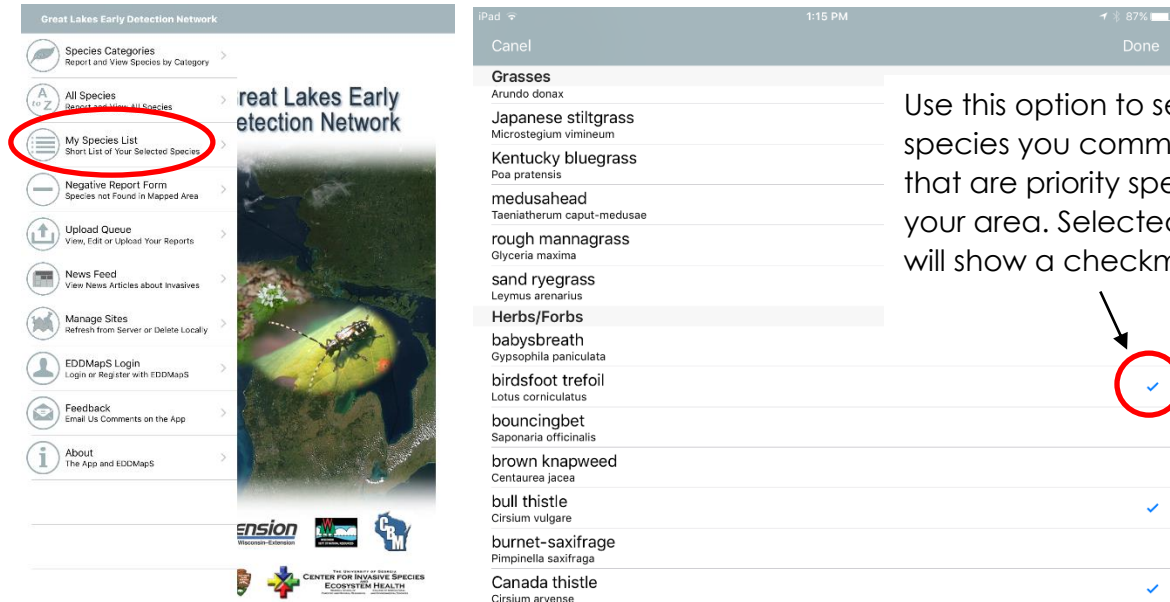 Great Lakes Early Detection Network
Species Categories
Report and View Species by Category
All Species
Report and View All Species
My Species List
Short List of Your Selected Species
Negative Report Form
Species not Found in Mapped Area
Upload Queue
View, Edit or Upload Your Reports
News Feed
View News Articles about Invasives
Manage Sites
Refresh from Server or Delete Locally
EDDMapS Login
Login or Register with EDDMapS
Feedback
Email Us Comments on the App
About
The App and EDDMapS
A
to Z
i
reat Lakes Early
etection Network
ension
Wisconsin-Extension
W
CBM
THE UNIVERSITY OF GEORGIA
CENTER FOR INVASIVE SPECIES
AND
ECOSYSTEM HEALTH
iPad 1:15 PM 87%
Canel Done
Grasses
Arundo donax
Japanese stiltgrass
Microstegium vimineum
Kentucky bluegrass
Poa pratensis
medusahead
Taeniatherum caput-medusae
rough mannagrass
Glyceria maxima
sand ryegrass
Leymus arenarius
Herbs/Forbs
babysbreath
Gypsophila paniculata
birdsfoot trefoil
Lotus corniculatus
bouncingbet
Saponaria officinalis
brown knapweed
Centaurea jacea
bull thistle
Cirsium vulgare
burnet-saxifrage
Pimpinella saxifraga
Canada thistle
Cirsium arvense
Use this option to se
species you comm
that are priority spe
your area. Selected
will show a checkm